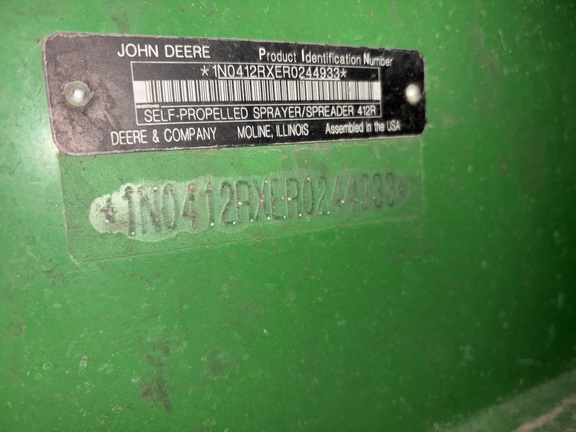 JOHN DEERE Product Identification Number
*1N0412RXER0244933*
SELF-PROPELLED SPRAYER/SPREADER 412R
DEERE & COMPANY MOLINE, ILLINOIS Assembled in the USA
*1N0412RXER0244933*